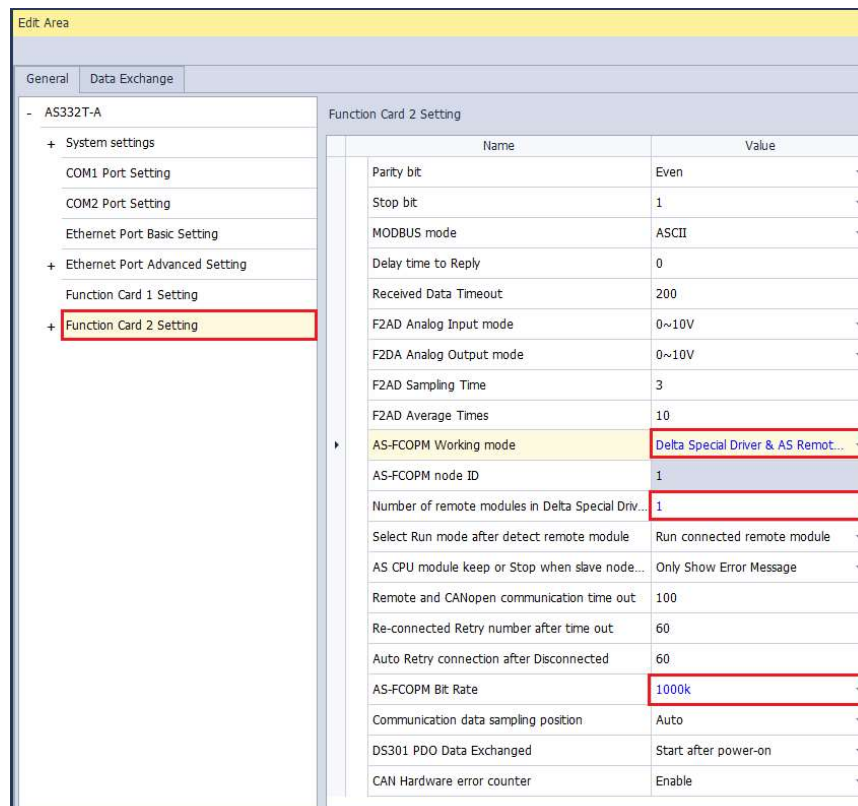 Edit Area
General Data Exchange
- AS332T-A
+ System settings
COM1 Port Setting
COM2 Port Setting
Ethernet Port Basic Setting
+ Ethernet Port Advanced Setting
Function Card 1 Setting
+ Function Card 2 Setting
Function Card 2 Setting
Name Value
Parity bit Even
Stop bit 1
MODBUS mode ASCII
Delay time to Reply 0
Received Data Timeout 200
F2AD Analog Input mode 0~10V
F2DA Analog Output mode 0~10V
F2AD Sampling Time 3
F2AD Average Times 10
AS-FCOPM Working mode Delta Special Driver & AS Remot...
AS-FCOPM node ID 1
Number of remote modules in Delta Special Driv... 1
Select Run mode after detect remote module Run connected remote module
AS CPU module keep or Stop when slave node... Only Show Error Message
Remote and CANopen communication time out 100
Re-connected Retry number after time out 60
Auto Retry connection after Disconnected 60
AS-FCOPM Bit Rate 1000k
Communication data sampling position Auto
DS301 PDO Data Exchanged Start after power-on
CAN Hardware error counter Enable